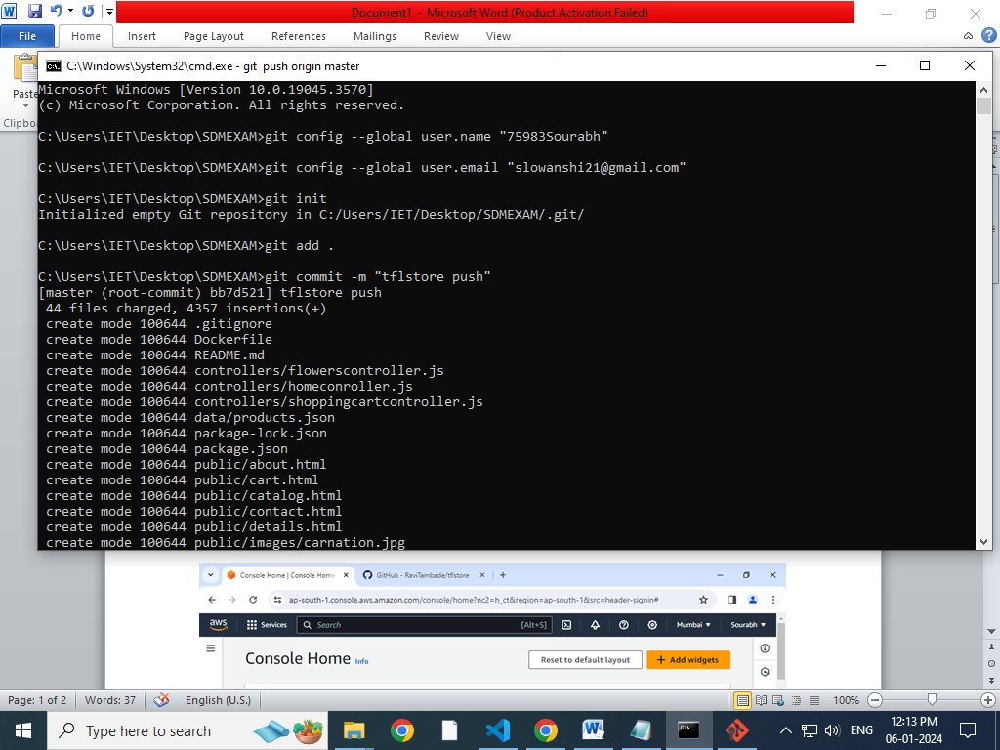 Document1 - Microsoft Word (Product Activation Failed)
File Home Insert Page Layout References Mailings Review View
C:\Windows\System32\cmd.exe - git push origin master
Paste
Microsoft Windows [Version 10.0.19045.3570]
(c) Microsoft Corporation. All rights reserved.
Clipbo
C:\Users\IET\Desktop\SDMEXAM>git config --global user.name "75983Sourabh"
C:\Users\IET\Desktop\SDMEXAM>git config --global user.email "slowanshi21@gmail.com"
C:\Users\IET\Desktop\SDMEXAM>git init
Initialized empty Git repository in C:/Users/IET/Desktop/SDMEXAM/.git/
C:\Users\IET\Desktop\SDMEXAM>git add .
C:\Users\IET\Desktop\SDMEXAM>git commit -m "tflstore push"
[master (root-commit) bb7d521] tflstore push
 44 files changed, 4357 insertions(+)
 create mode 100644 .gitignore
 create mode 100644 Dockerfile
 create mode 100644 README.md
 create mode 100644 controllers/flowerscontroller.js
 create mode 100644 controllers/homeconroller.js
 create mode 100644 controllers/shoppingcartcontroller.js
 create mode 100644 data/products.json
 create mode 100644 package-lock.json
 create mode 100644 package.json
 create mode 100644 public/about.html
 create mode 100644 public/cart.html
 create mode 100644 public/catalog.html
 create mode 100644 public/contact.html
 create mode 100644 public/details.html
 create mode 100644 public/images/carnation.jpg
Console Home | Console Home GitHub - RaviTambade/tflstore
ap-south-1.console.aws.amazon.com/console/home?nc2=h_ct&region=ap-south-1&src=header-signin#
aws Services Search [Alt+S] Mumbai Sourabh
Console Home Info Reset to default layout + Add widgets
Page: 1 of 2 Words: 37 English (U.S.) 100%
Type here to search ENG 12:13 PM
06-01-2024